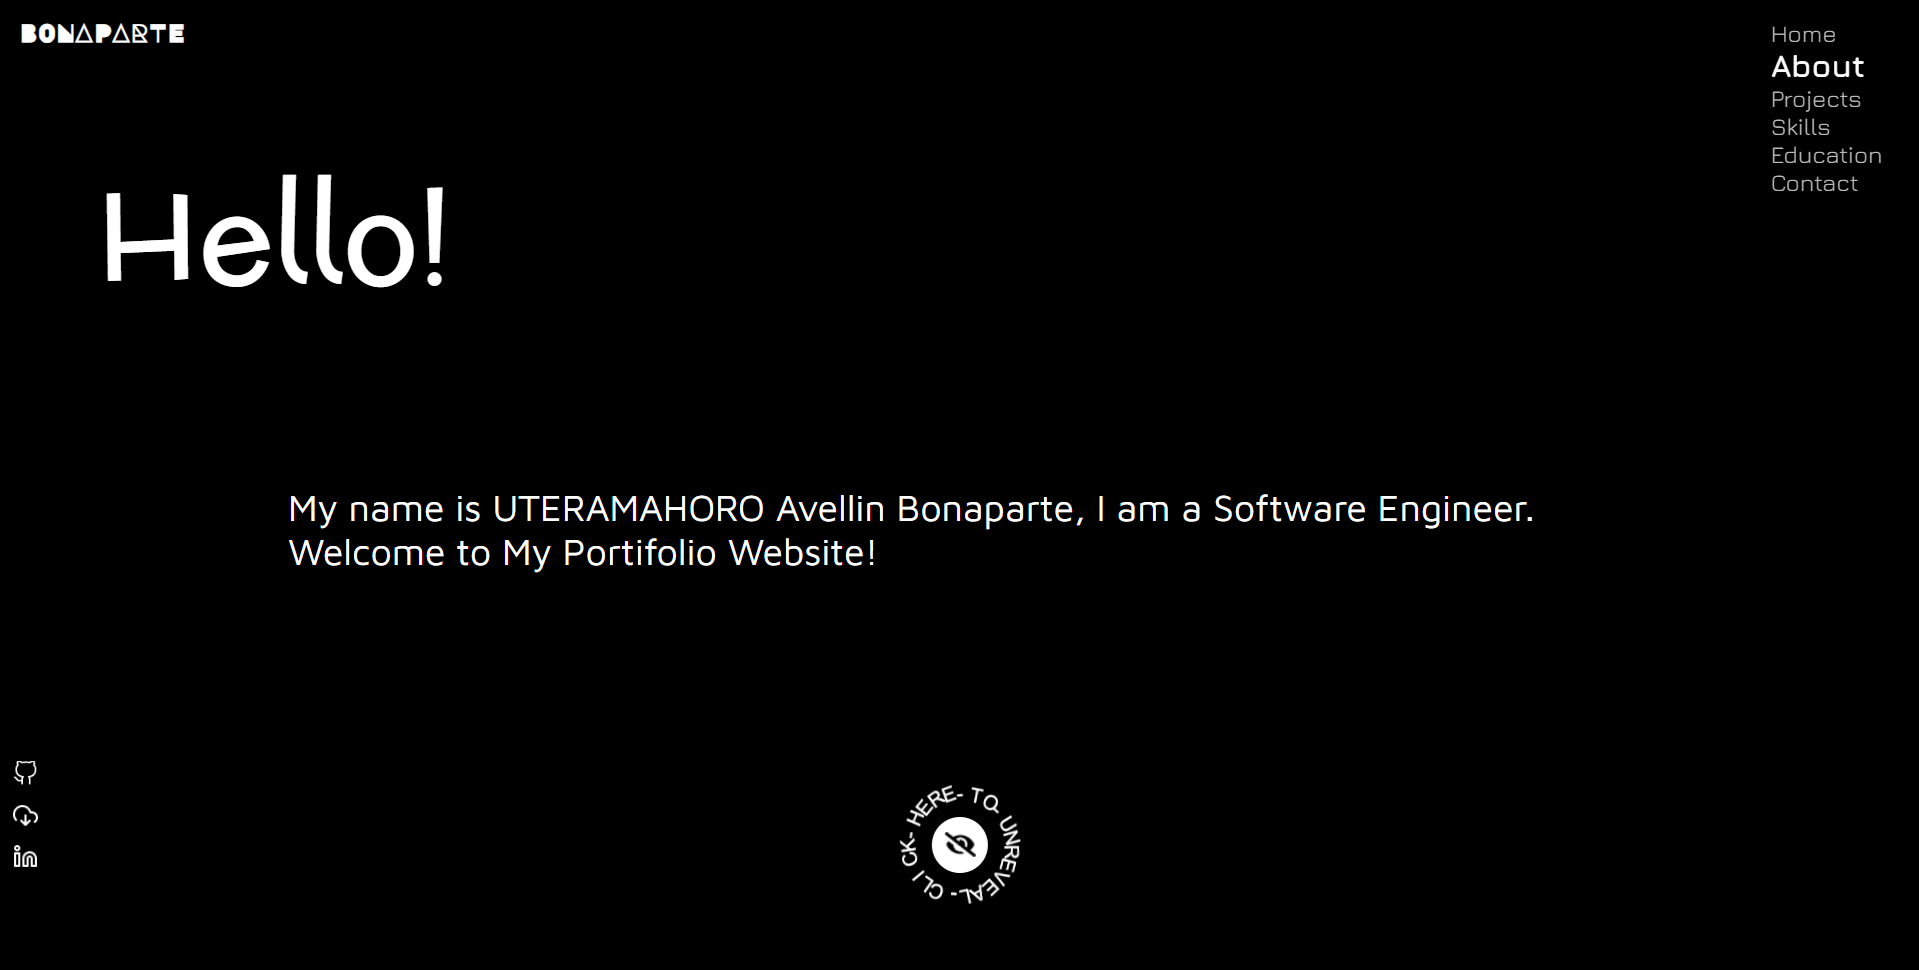 BONAPARTE
Home
About
Projects
Skills
Education
Contact
Hello!
My name is UTERAMAHORO Avellin Bonaparte, I am a Software Engineer.
Welcome to My Portifolio Website!
CLICK- HERE- TO UNREVEAL-
in